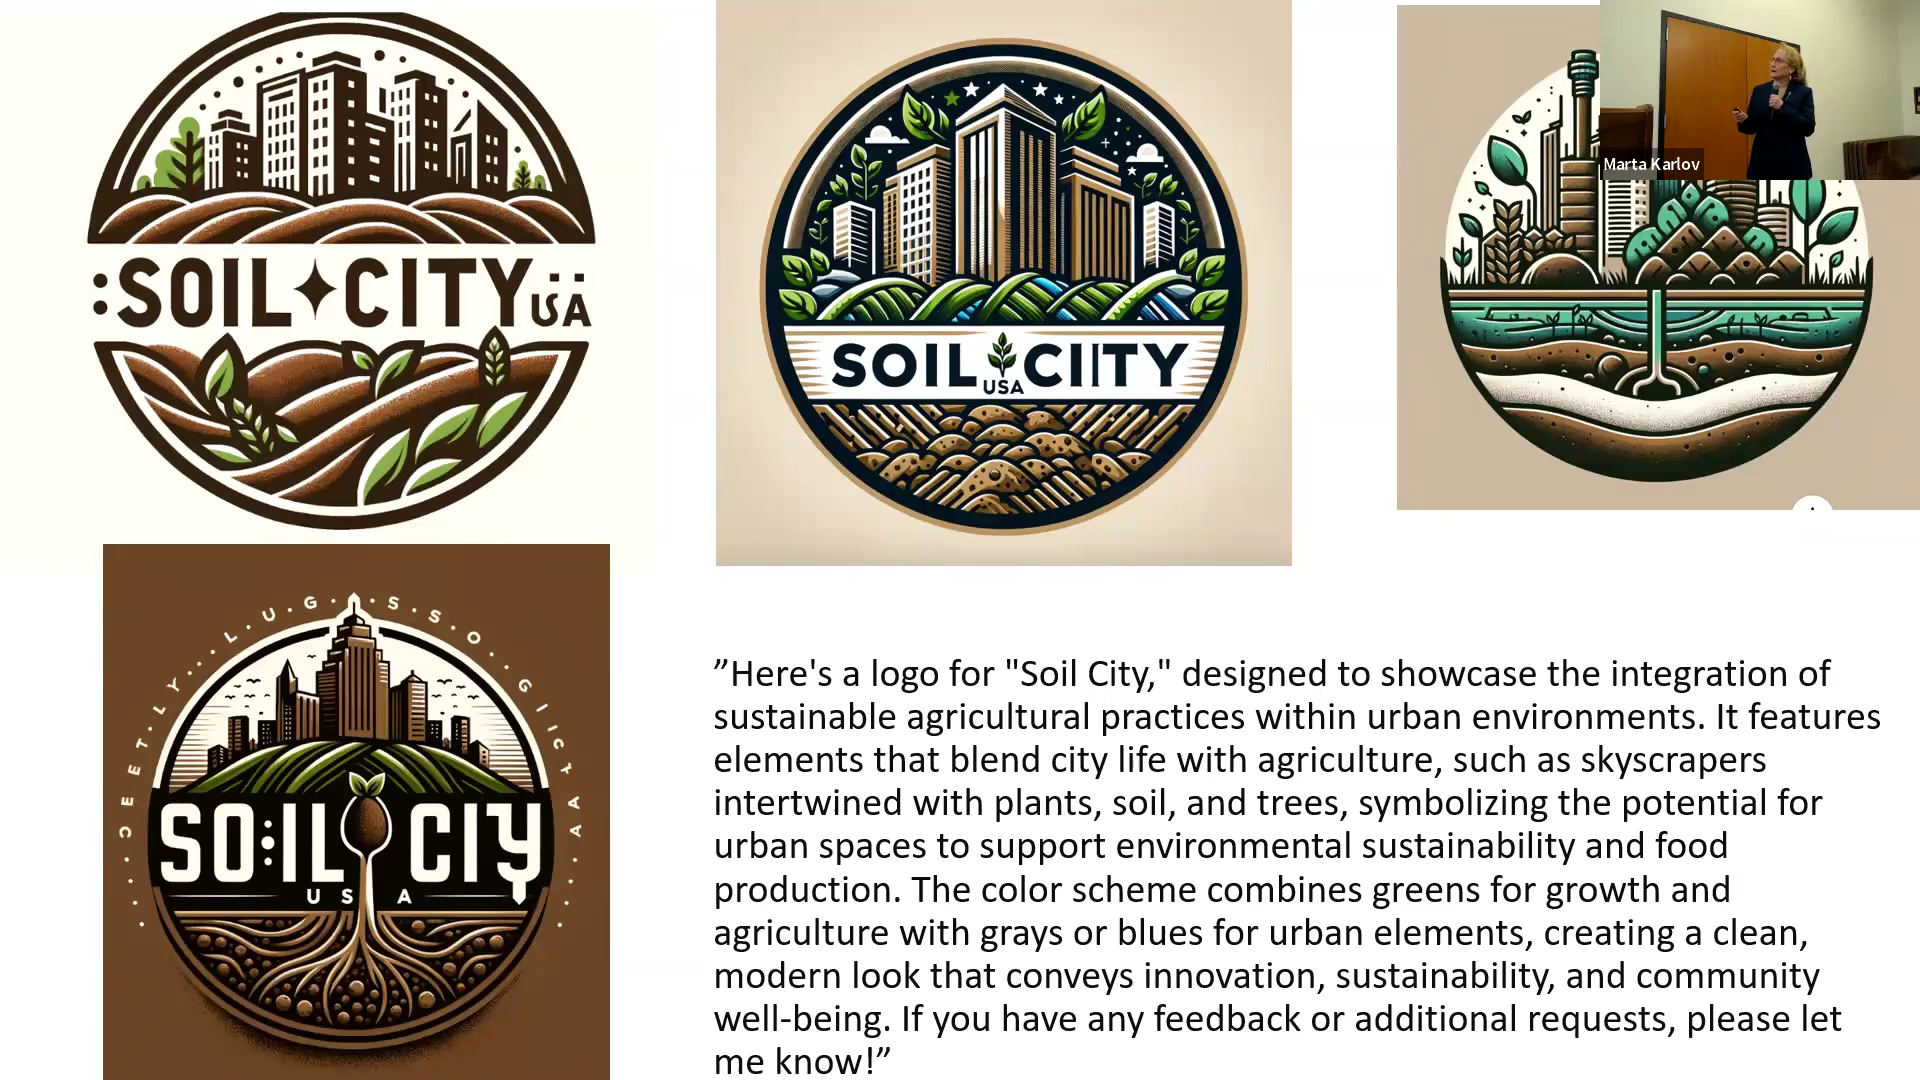 :SOIL✦CITY USA
SOIL USA CIITY
Marta Karlov
SO:IL CIY
U S A
”Here's a logo for "Soil City," designed to showcase the integration of
sustainable agricultural practices within urban environments. It features
elements that blend city life with agriculture, such as skyscrapers
intertwined with plants, soil, and trees, symbolizing the potential for
urban spaces to support environmental sustainability and food
production. The color scheme combines greens for growth and
agriculture with grays or blues for urban elements, creating a clean,
modern look that conveys innovation, sustainability, and community
well-being. If you have any feedback or additional requests, please let
me know!”